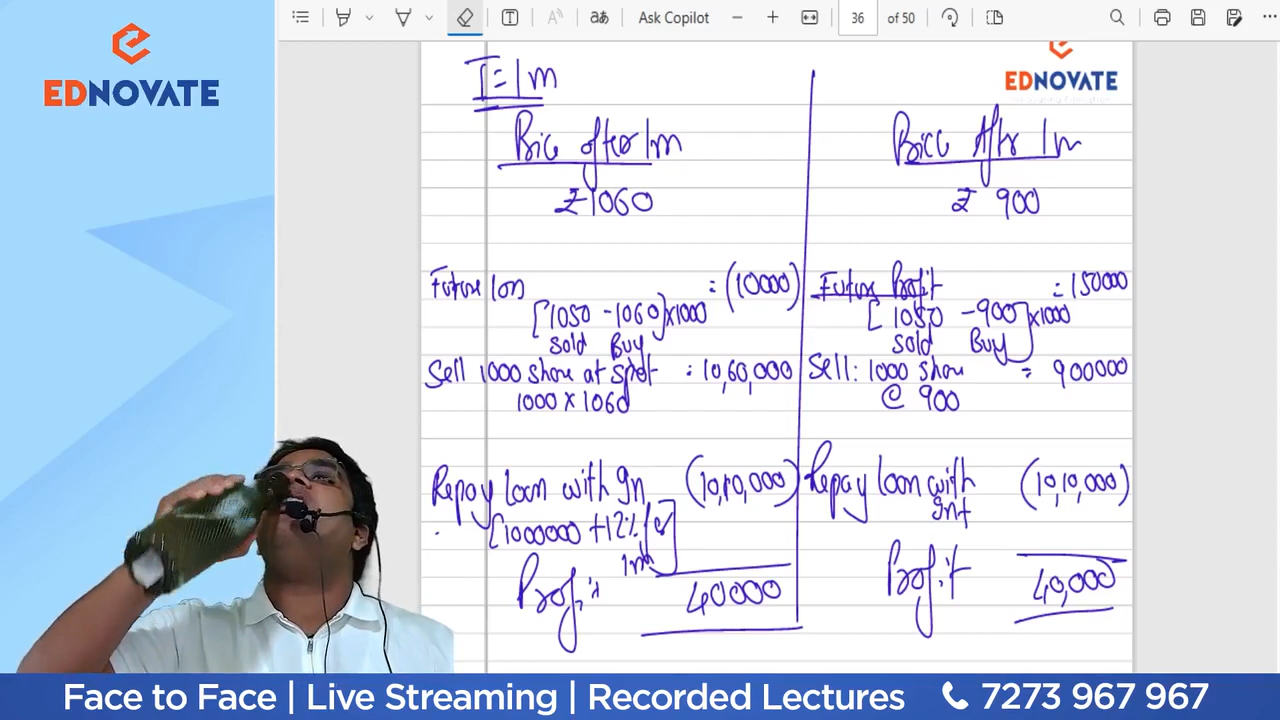 Ask Copilot
36
of 50
EDNOVATE
EDNOVATE
T=1m
Price after 1m
₹1060
Future loss
= (10000)
[1050 - 1060] x 1000
sold Buy
Sell 1000 share at spot
= 10,60,000
1000 x 1060
Repay loan with Int
(10,10,000)
[1000000 + 12% for
1m]
Profit
40000
Price After 1m
₹ 900
Future Profit
= 150000
[1050 - 900] x 1000
sold Buy
Sell: 1000 share
= 900000
@ 900
Repay loan with
Int
(10,10,000)
Profit
40,000
Face to Face | Live Streaming | Recorded Lectures 7273 967 967